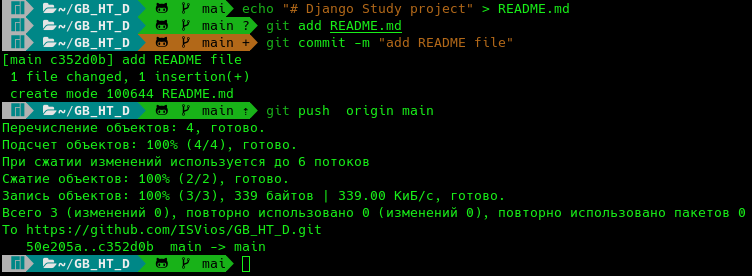 ~/GB_HT_D mai echo "# Django Study project" > README.md
~/GB_HT_D main ? git add README.md
~/GB_HT_D main + git commit -m "add README file"
[main c352d0b] add README file
1 file changed, 1 insertion(+)
create mode 100644 README.md
~/GB_HT_D main ↑ git push  origin main
Перечисление объектов: 4, готово.
Подсчет объектов: 100% (4/4), готово.
При сжатии изменений используется до 6 потоков
Сжатие объектов: 100% (2/2), готово.
Запись объектов: 100% (3/3), 339 байтов | 339.00 КиБ/с, готово.
Всего 3 (изменений 0), повторно использовано 0 (изменений 0), повторно использовано пакетов 0
To https://github.com/ISVios/GB_HT_D.git
50e205a..c352d0b  main -> main
~/GB_HT_D mai